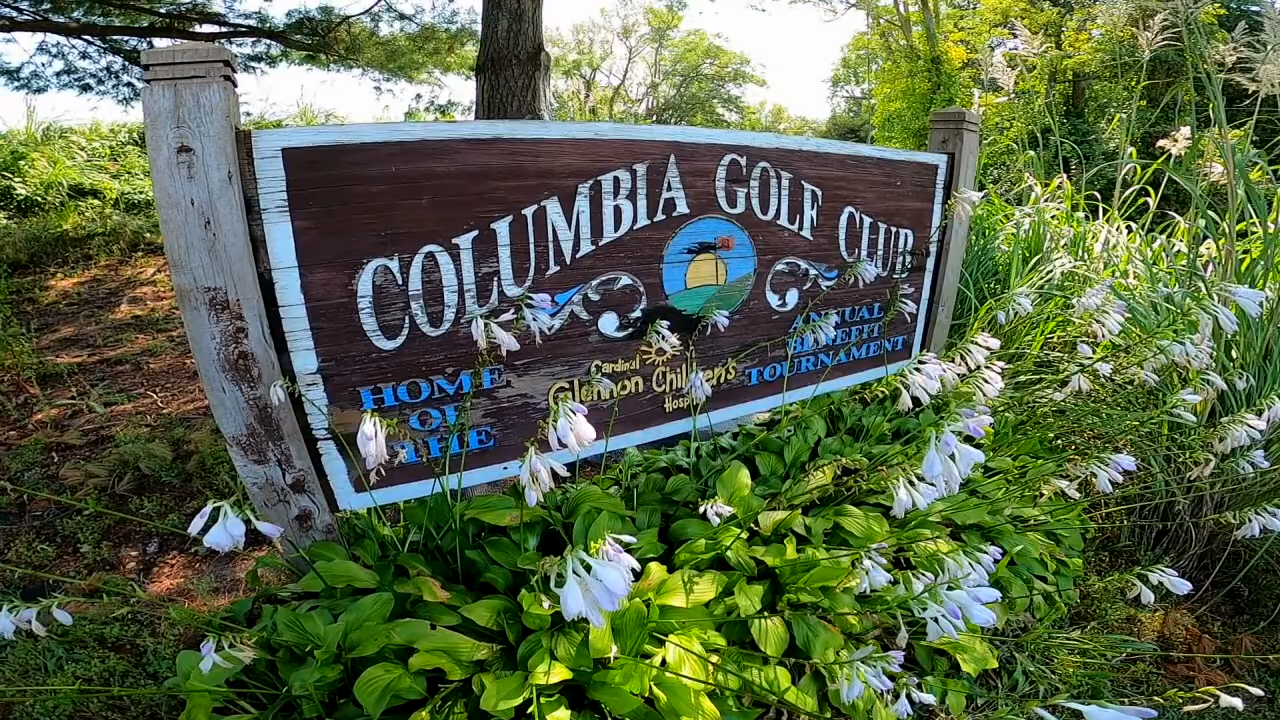 COLUMBIA GOLF CLUB
HOME
OF
THE
Cardinal
Glennon Children's
Hospital
ANNUAL
BENEFIT
TOURNAMENT